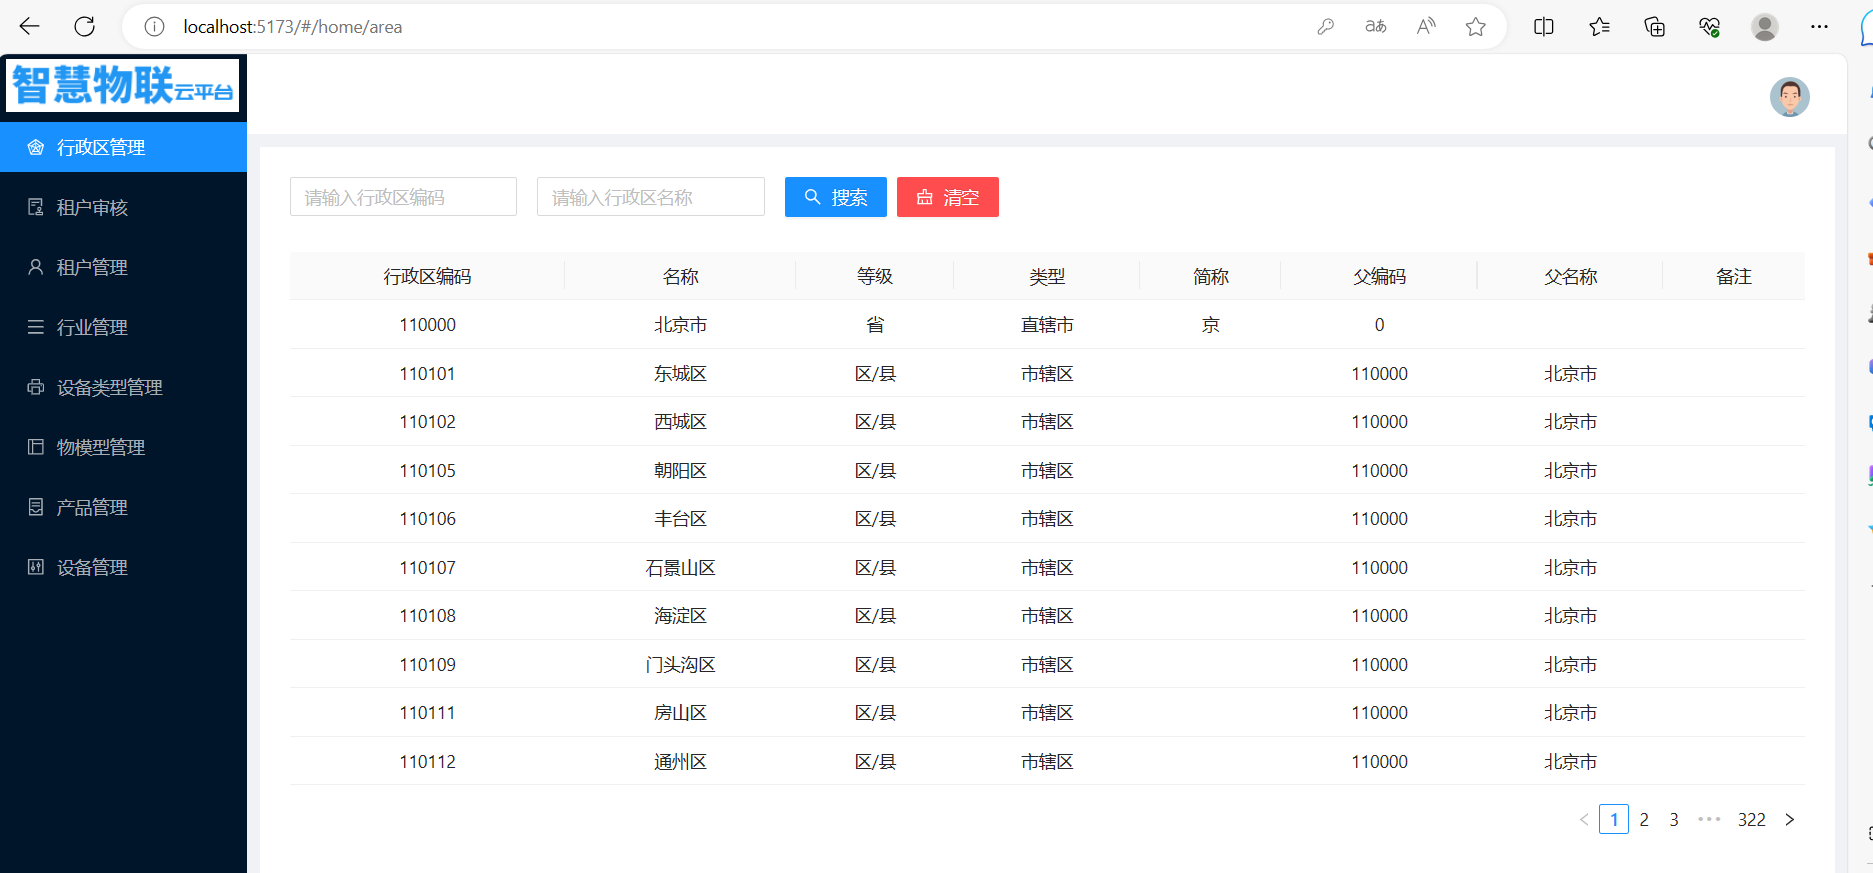 localhost:5173/#/home/area
智慧物联云平台
行政区管理
租户审核
租户管理
行业管理
设备类型管理
物模型管理
产品管理
设备管理
请输入行政区编码 请输入行政区名称 搜索 清空
行政区编码 名称 等级 类型 简称 父编码 父名称 备注
110000 北京市 省 直辖市 京 0
110101 东城区 区/县 市辖区 110000 北京市
110102 西城区 区/县 市辖区 110000 北京市
110105 朝阳区 区/县 市辖区 110000 北京市
110106 丰台区 区/县 市辖区 110000 北京市
110107 石景山区 区/县 市辖区 110000 北京市
110108 海淀区 区/县 市辖区 110000 北京市
110109 门头沟区 区/县 市辖区 110000 北京市
110111 房山区 区/县 市辖区 110000 北京市
110112 通州区 区/县 市辖区 110000 北京市
1 2 3 ••• 322